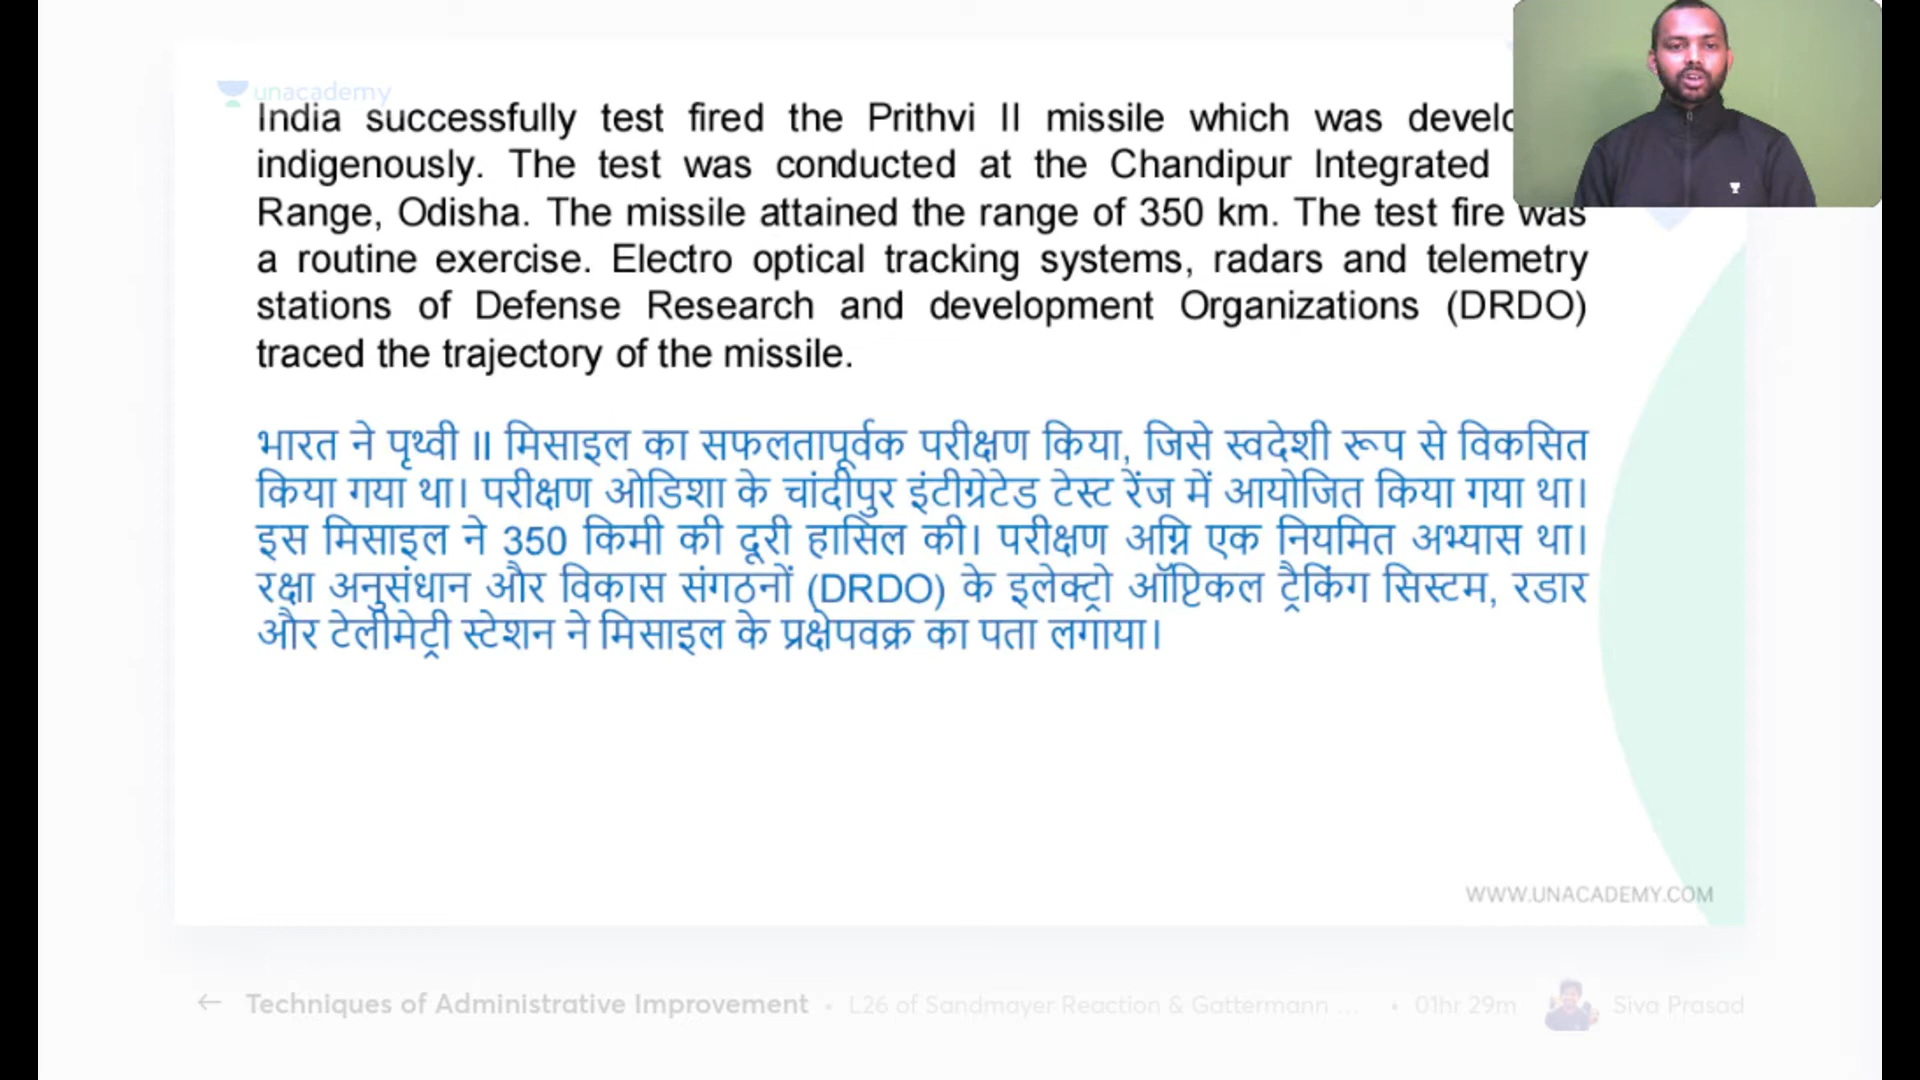 unacademy
India successfully test fired the Prithvi II missile which was
indigenously. The test was conducted at the Chandipur Integrated
Range, Odisha. The missile attained the range of 350 km. The test fire was
a routine exercise. Electro optical tracking systems, radars and telemetry
stations of Defense Research and development Organizations (DRDO)
traced the trajectory of the missile.
भारत ने पृथ्वी II मिसाइल का सफलतापूर्वक परीक्षण किया, जिसे स्वदेशी रूप से विकसित
किया गया था। परीक्षण ओडिशा के चांदीपुर इंटीग्रेटेड टेस्ट रेंज में आयोजित किया गया था।
इस मिसाइल ने 350 किमी की दूरी हासिल की। परीक्षण अग्नि एक नियमित अभ्यास था।
रक्षा अनुसंधान और विकास संगठनों (DRDO) के इलेक्ट्रो ऑप्टिकल ट्रैकिंग सिस्टम, रडार
और टेलीमेट्री स्टेशन ने मिसाइल के प्रक्षेपवक्र का पता लगाया।
WWW.UNACADEMY.COM
← Techniques of Administrative Improvement • L26 of Sandmayer Reaction & Gattermann ... • 01hr 29m Siva Prasad